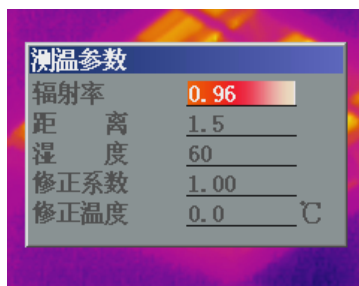 测温参数
辐射率 0.96
距 离 1.5
湿 度 60
修正系数 1.00
修正温度 0.0 ℃